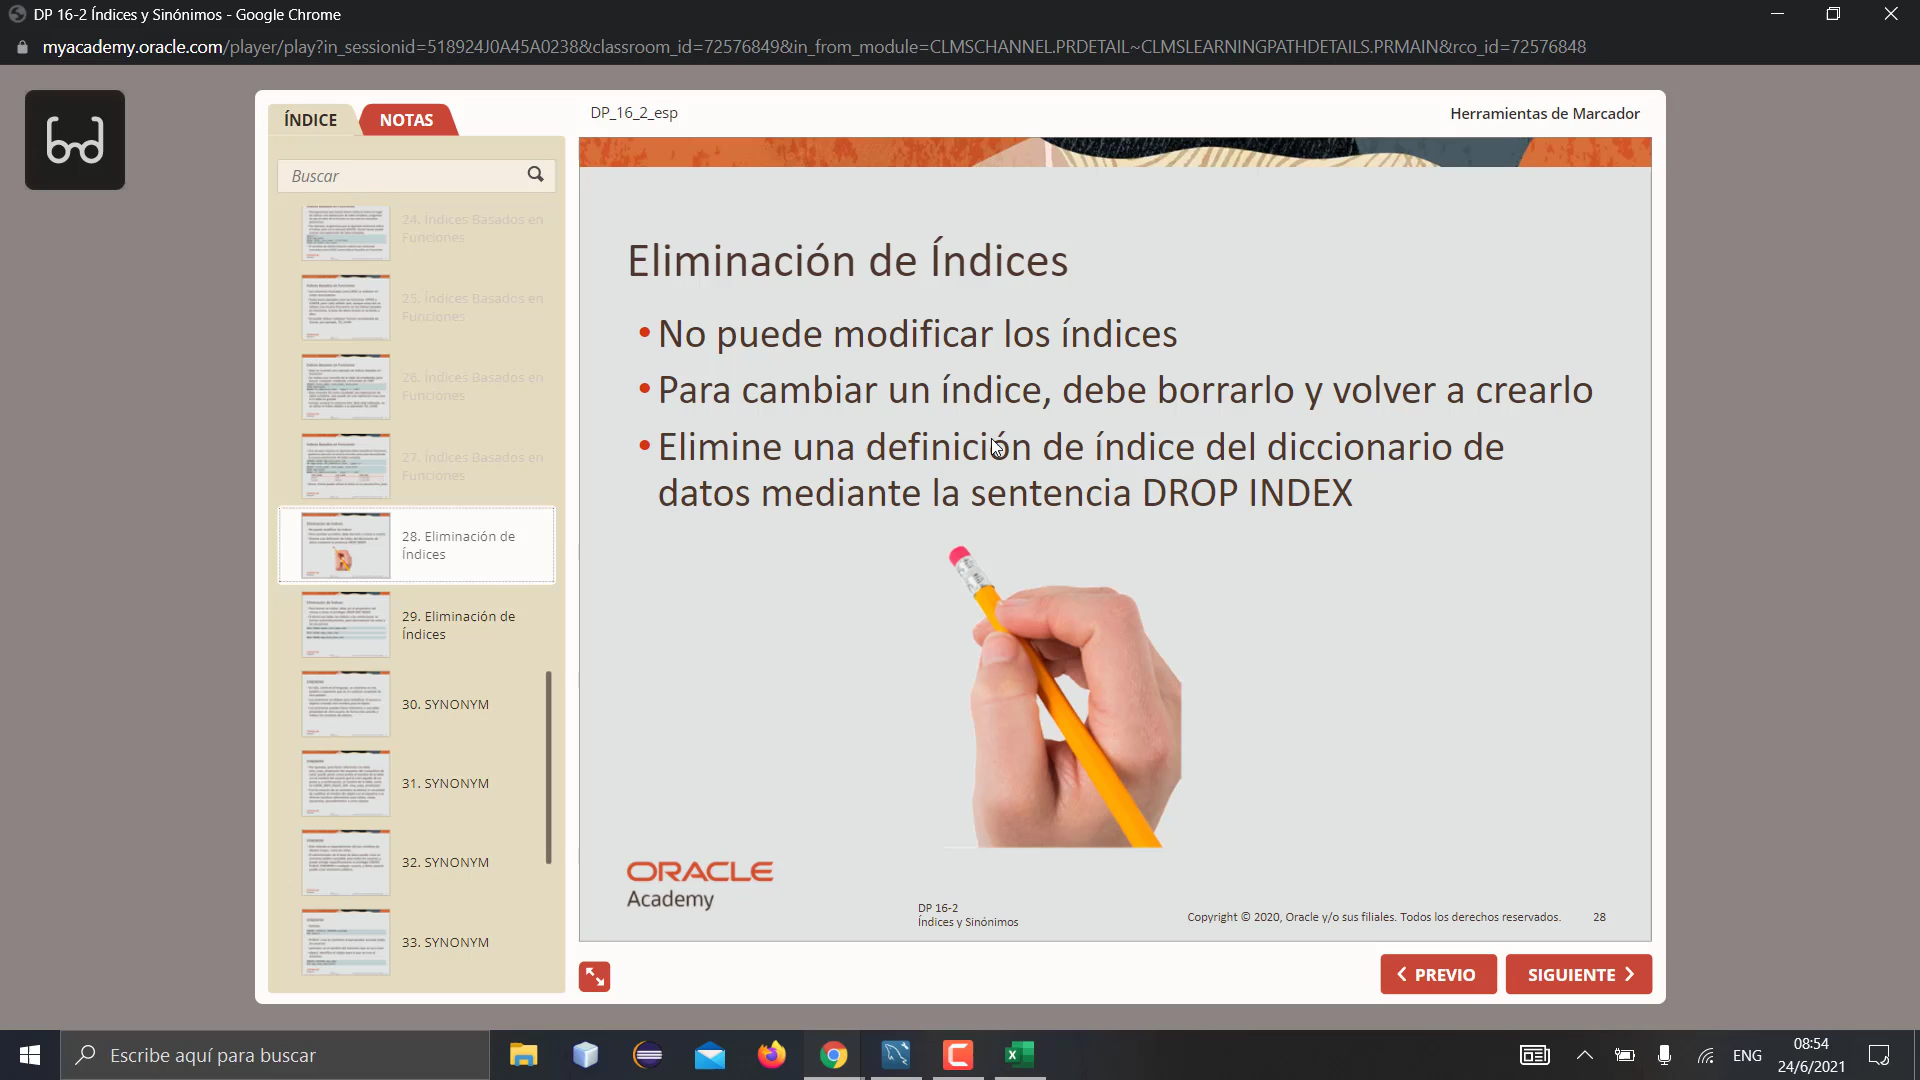 DP 16-2 Índices y Sinónimos - Google Chrome
myacademy.oracle.com/player/play?in_sessionid=518924J0A45A0238&classroom_id=72576849&in_from_module=CLMSCHANNEL.PRDETAIL~CLMSLEARNINGPATHDETAILS.PRMAIN&rco_id=72576848
ÍNDICE
NOTAS
DP_16_2_esp
Herramientas de Marcador
Buscar
24. Índices Basados en
Funciones
25. Índices Basados en
Funciones
26. Índices Basados en
Funciones
27. Índices Basados en
Funciones
28. Eliminación de
Índices
29. Eliminación de
Índices
30. SYNONYM
31. SYNONYM
32. SYNONYM
33. SYNONYM
Eliminación de Índices
• No puede modificar los índices
• Para cambiar un índice, debe borrarlo y volver a crearlo
• Elimine una definición de índice del diccionario de
datos mediante la sentencia DROP INDEX
ORACLE
Academy
DP 16-2
Índices y Sinónimos
Copyright © 2020, Oracle y/o sus filiales. Todos los derechos reservados.
28
PREVIO
SIGUIENTE
Escribe aquí para buscar
ENG
08:54
24/6/2021